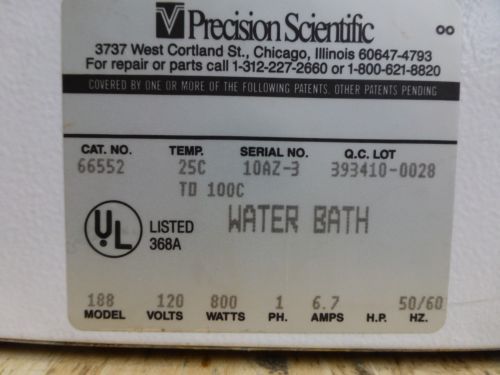 Precision Scientific
3737 West Cortland St., Chicago, Illinois 60647-4793
For repair or parts call 1-312-227-2660 or 1-800-621-8820
COVERED BY ONE OR MORE OF THE FOLLOWING PATENTS. OTHER PATENTS PENDING
CAT. NO. TEMP. SERIAL NO. Q.C. LOT
66552 25C 10AZ-3 393410-0028
TO 100C
UL LISTED 368A WATER BATH
188 120 800 1 6.7 50/60
MODEL VOLTS WATTS PH. AMPS H.P. HZ.